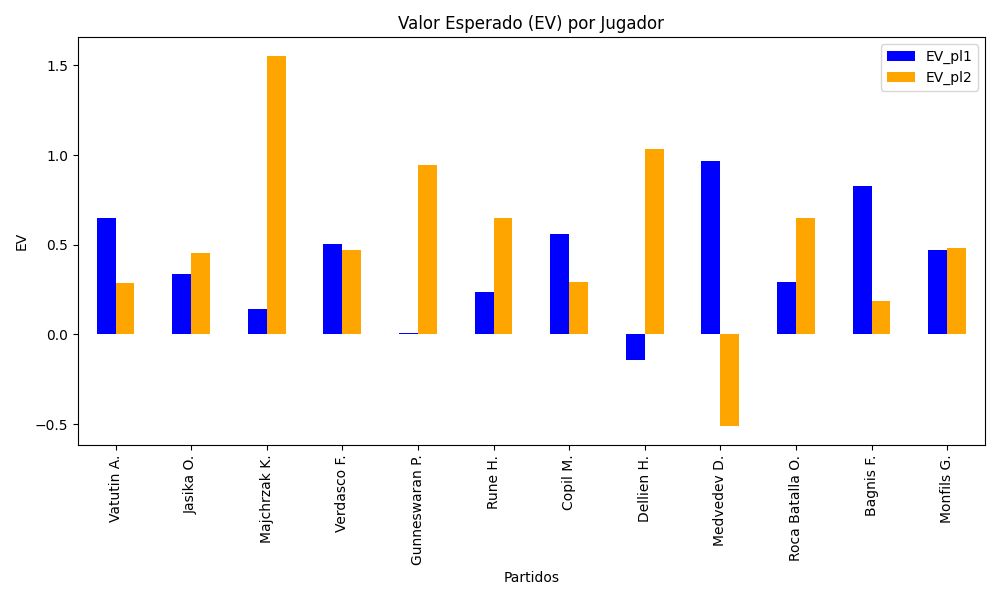 Valor Esperado (EV) por Jugador
EV_pl1
EV_pl2
EV
1.5
1.0
0.5
0.0
−0.5
Vatutin A.
Jasika O.
Majchrzak K.
Verdasco F.
Gunneswaran P.
Rune H.
Copil M.
Dellien H.
Medvedev D.
Roca Batalla O.
Bagnis F.
Monfils G.
Partidos